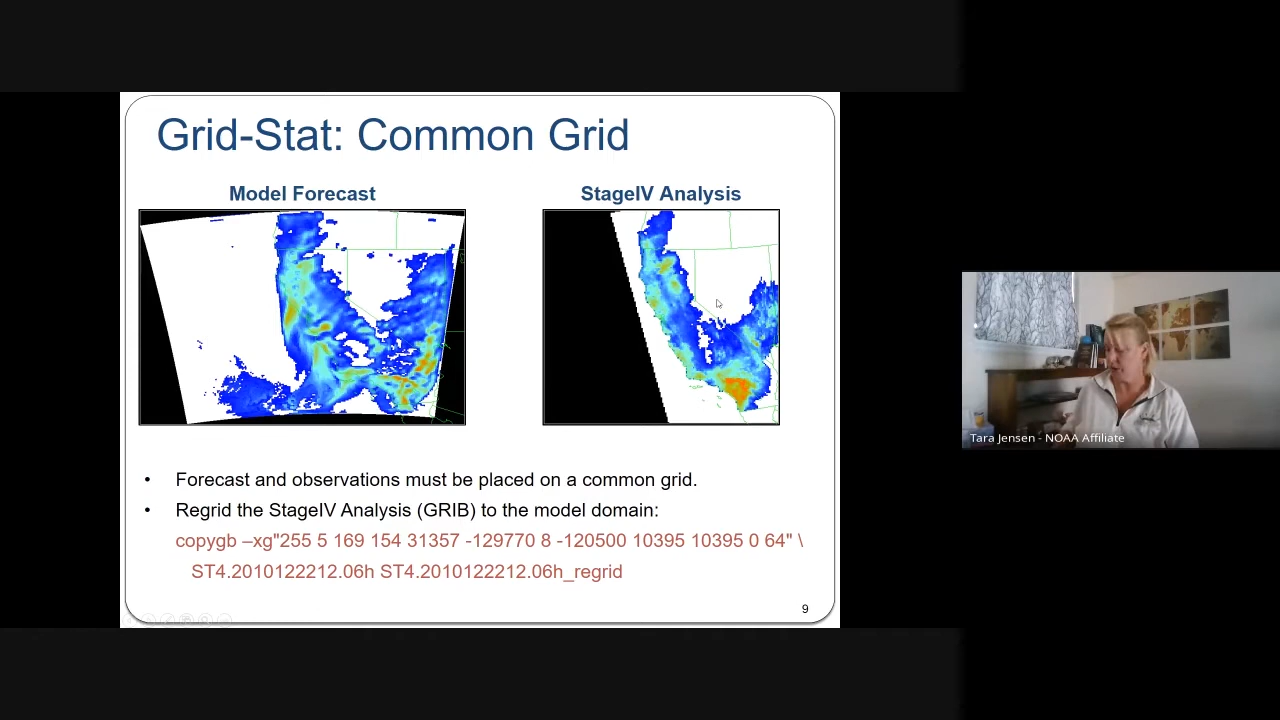 Grid-Stat: Common Grid
Model Forecast
StageIV Analysis
• Forecast and observations must be placed on a common grid.
• Regrid the StageIV Analysis (GRIB) to the model domain:
copygb –xg"255 5 169 154 31357 -129770 8 -120500 10395 10395 0 64" \
ST4.2010122212.06h ST4.2010122212.06h_regrid
9
Tara Jensen - NOAA Affiliate